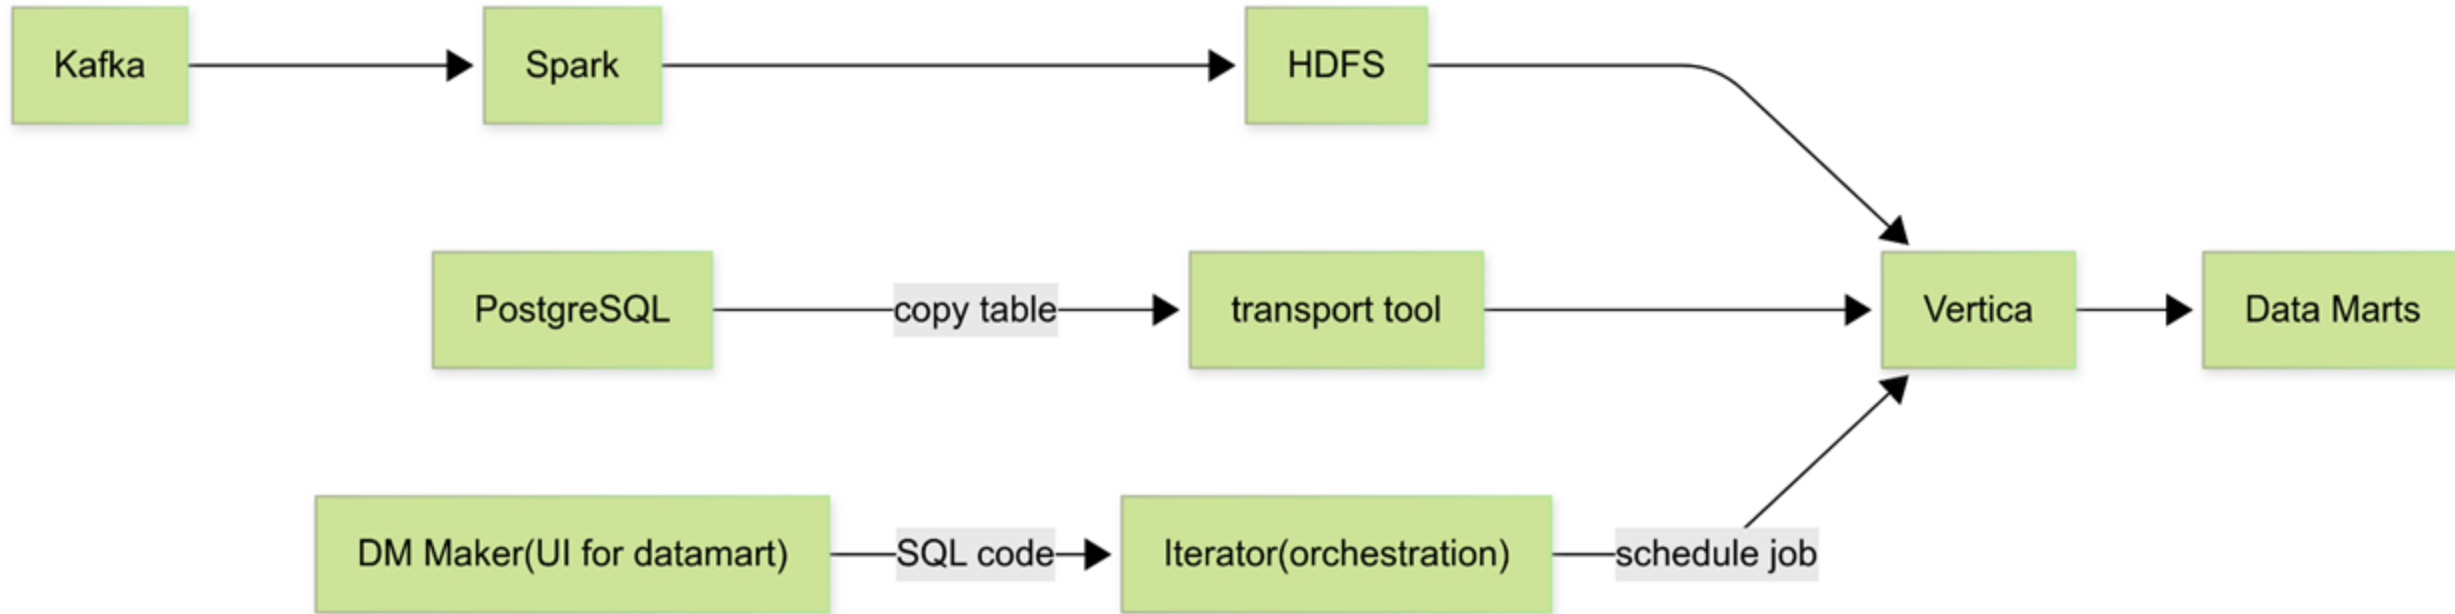 Kafka
Spark
HDFS
PostgreSQL
copy table
transport tool
Vertica
Data Marts
DM Maker(UI for datamart)
SQL code
Iterator(orchestration)
schedule job